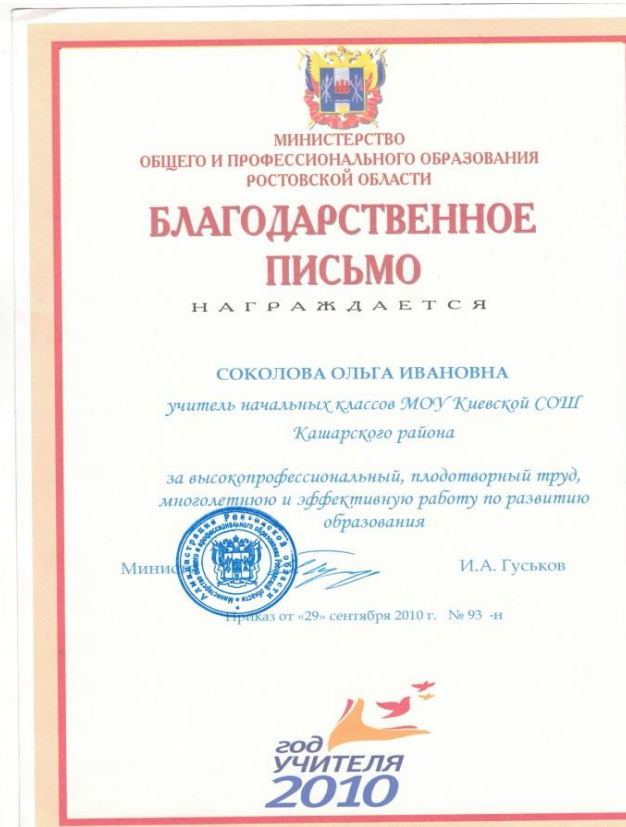 МИНИСТЕРСТВО
ОБЩЕГО И ПРОФЕССИОНАЛЬНОГО ОБРАЗОВАНИЯ
РОСТОВСКОЙ ОБЛАСТИ
БЛАГОДАРСТВЕННОЕ
ПИСЬМО
НАГРАЖДАЕТСЯ
СОКОЛОВА ОЛЬГА ИВАНОВНА
учитель начальных классов МОУ Киевской СОШ
Кашарского района
за высокопрофессиональный, плодотворный труд,
многолетнюю и эффективную работу по развитию
образования
И.А. Гуськов
Приказ от «29» сентября 2010 г. № 93 -н
год
УЧИТЕЛЯ
2010